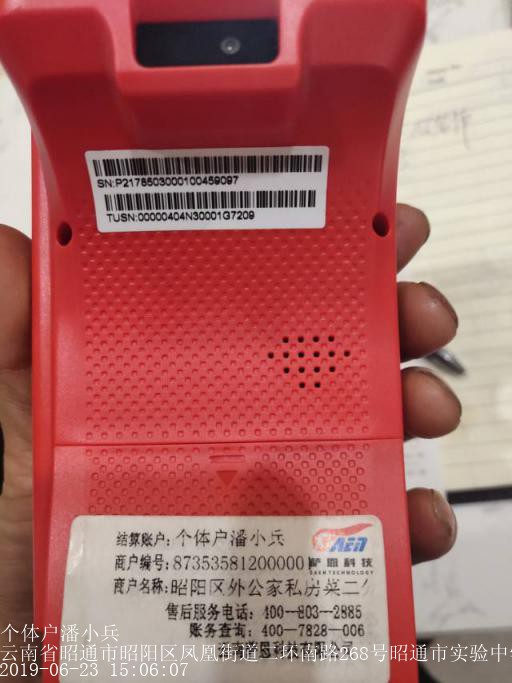 SN:P2178503000100459097
TUSN:00000404N30001G7209
结算账户:个体户潘小兵
商户编号:87353581200000
SAEN
科技
SAEN TECHNOLOGY
商户名称:昭阳区外公家私房菜二
售后服务电话:400--803--2885
账务查询:400-7828-006
个体户潘小兵
云南省昭通市昭阳区凤凰街道二环南路268号昭通市实验中
2019-06-23 15:06:07